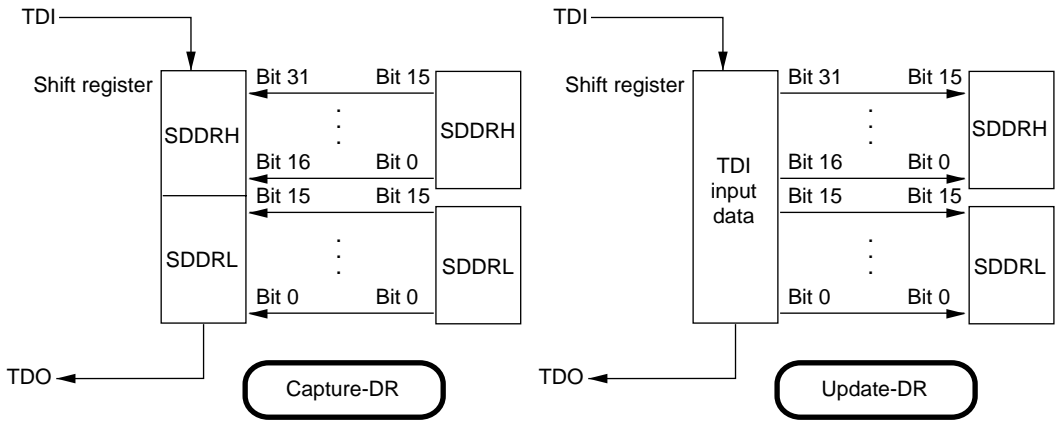 TDI
Shift register
SDDRH
SDDRL
Bit 31 Bit 15
Bit 16 Bit 0
Bit 15 Bit 15
Bit 0 Bit 0
SDDRH
SDDRL
TDO
Capture-DR
TDI
Shift register
TDI
input
data
Bit 31 Bit 15
Bit 16 Bit 0
Bit 15 Bit 15
Bit 0 Bit 0
SDDRH
SDDRL
TDO
Update-DR